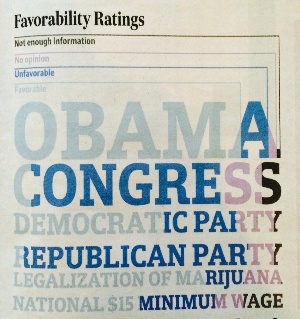 Favorability Ratings
Not enough information
No opinion
Unfavorable
Favorable
OBAMA
CONGRESS
DEMOCRATIC PARTY
REPUBLICAN PARTY
LEGALIZATION OF MARIJUANA
NATIONAL $15 MINIMUM WAGE